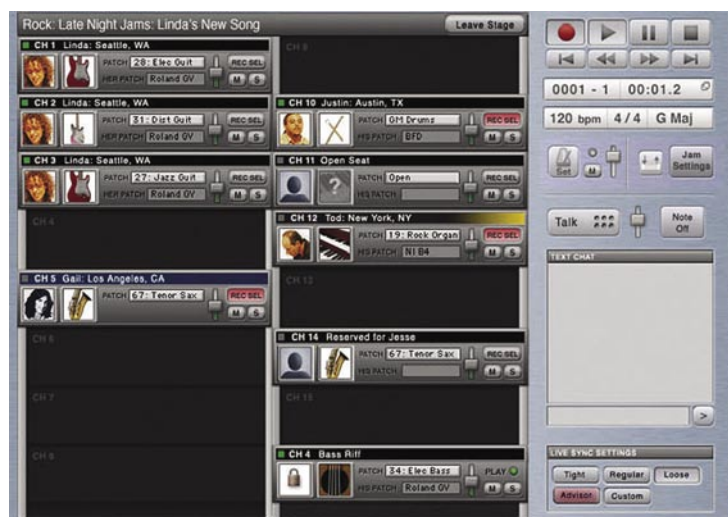 Rock: Late Night Jams: Linda's New Song
Leave Stage
CH 1 Linda: Seattle, WA
PATCH 28: Elec Guit REC SEL
HER PATCH Roland GV M S
CH 2 Linda: Seattle, WA
PATCH 31: Dist Guit REC SEL
HER PATCH Roland GV M S
CH 3 Linda: Seattle, WA
PATCH 27: Jazz Guit REC SEL
HER PATCH Roland GV M S
CH 4
CH 5 Gail: Los Angeles, CA
PATCH 67: Tenor Sax REC SEL
M S
CH 6
CH 7
CH 8
CH 9
CH 10 Justin: Austin, TX
PATCH GM Drums REC SEL
HIS PATCH BFD M S
CH 11 Open Seat
PATCH Open REC SEL
HIS PATCH M S
CH 12 Tod: New York, NY
PATCH 19: Rock Organ REC SEL
HIS PATCH NI B4 M S
CH 13
CH 14 Reserved for Jesse
PATCH 67: Tenor Sax REC SEL
HIS PATCH M S
CH 15
CH 4 Bass Riff
PATCH 34: Elec Bass PLAY
HIS PATCH Roland GV M S
0001 - 1 00:01.2
120 bpm 4/4 G Maj
Set M Jam Settings
Talk Note Off
TEXT CHAT
>
LIVE SYNC SETTINGS
Tight Regular Loose
Advisor Custom